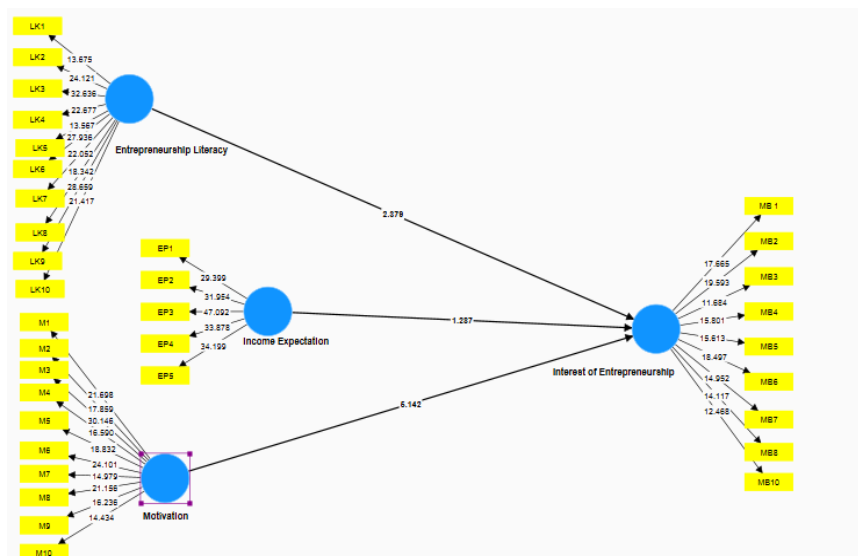 LK1
LK2
LK3
LK4
LK5
LK6
LK7
LK8
LK9
LK10
13.675
24.121
32.636
22.677
13.567
27.936
22.052
18.342
28.659
21.417
Entrepreneurship Literacy
2.879
EP1
EP2
EP3
EP4
EP5
29.399
31.954
47.092
33.878
34.199
Income Expectation
1.287
M1
M2
M3
M4
M5
M6
M7
M8
M9
M10
21.698
17.859
30.146
16.590
18.832
24.101
14.979
21.156
16.236
14.434
Motivation
6.142
Interest of Entrepreneurship
17.665
19.593
11.684
15.801
15.613
18.497
14.952
14.117
12.468
MB 1
MB2
MB3
MB4
MB5
MB6
MB7
MB8
MB10